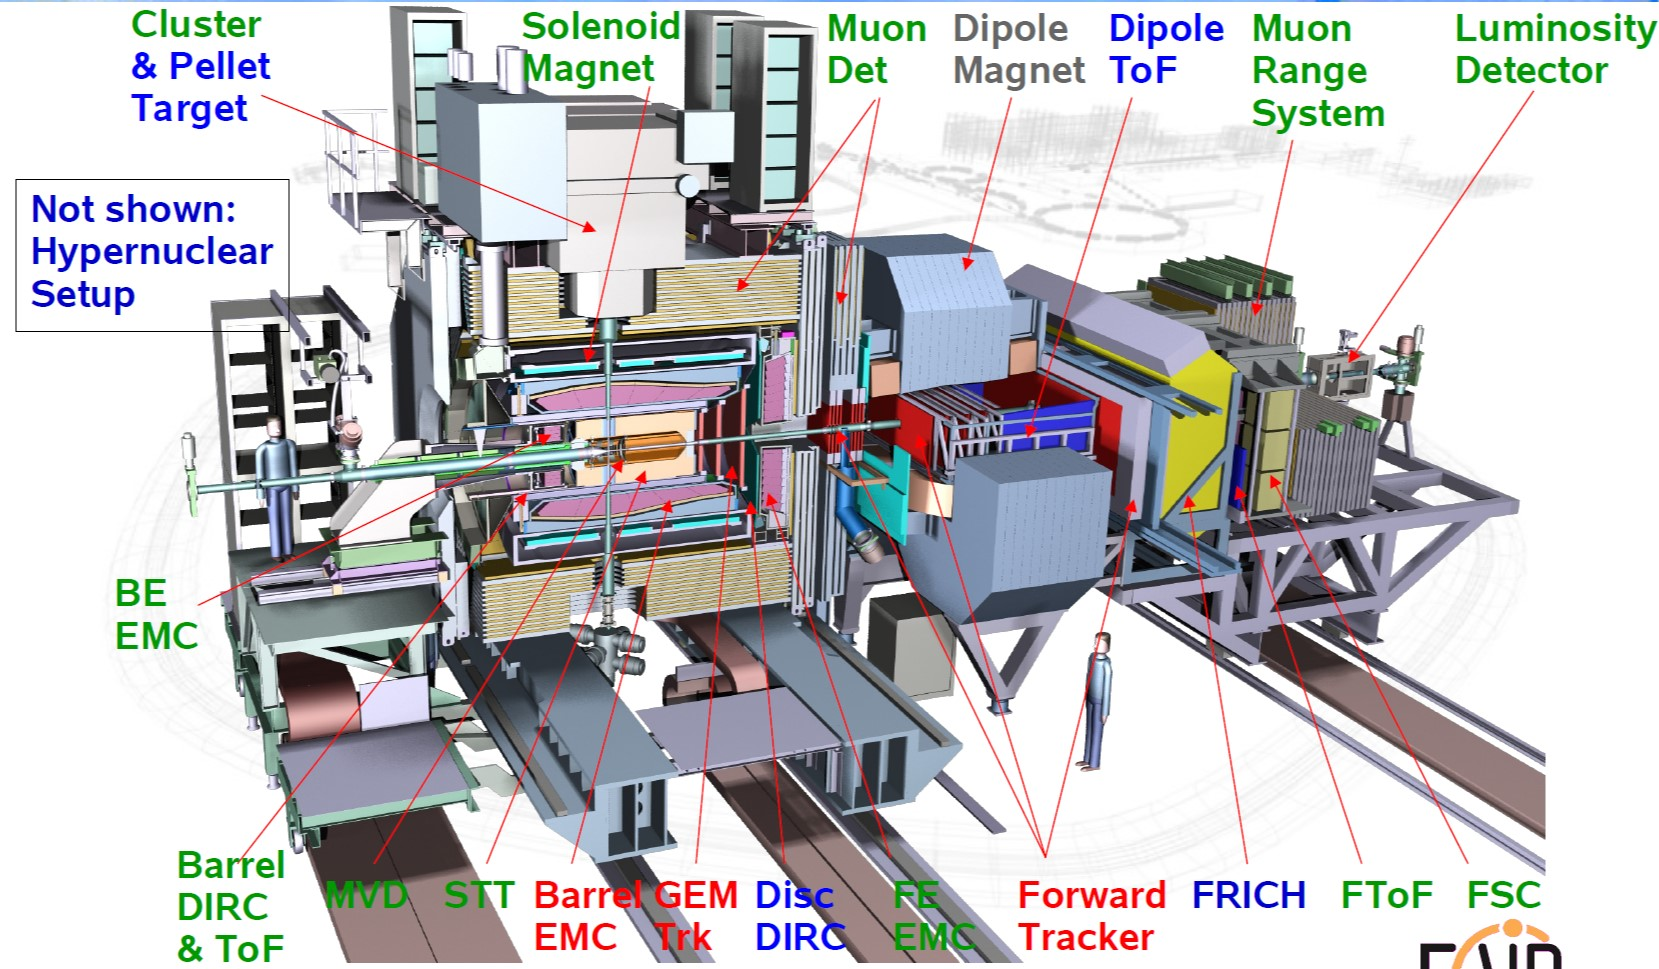 Cluster
& Pellet
Target
Solenoid
Magnet
Muon
Det
Dipole
Magnet
Dipole
ToF
Muon
Range
System
Luminosity
Detector
Not shown:
Hypernuclear
Setup
BE
EMC
Barrel
DIRC
& ToF
MVD
STT
Barrel
EMC
GEM
Trk
Disc
DIRC
FE
EMC
Forward
Tracker
FRICH
FToF
FSC
FAIR